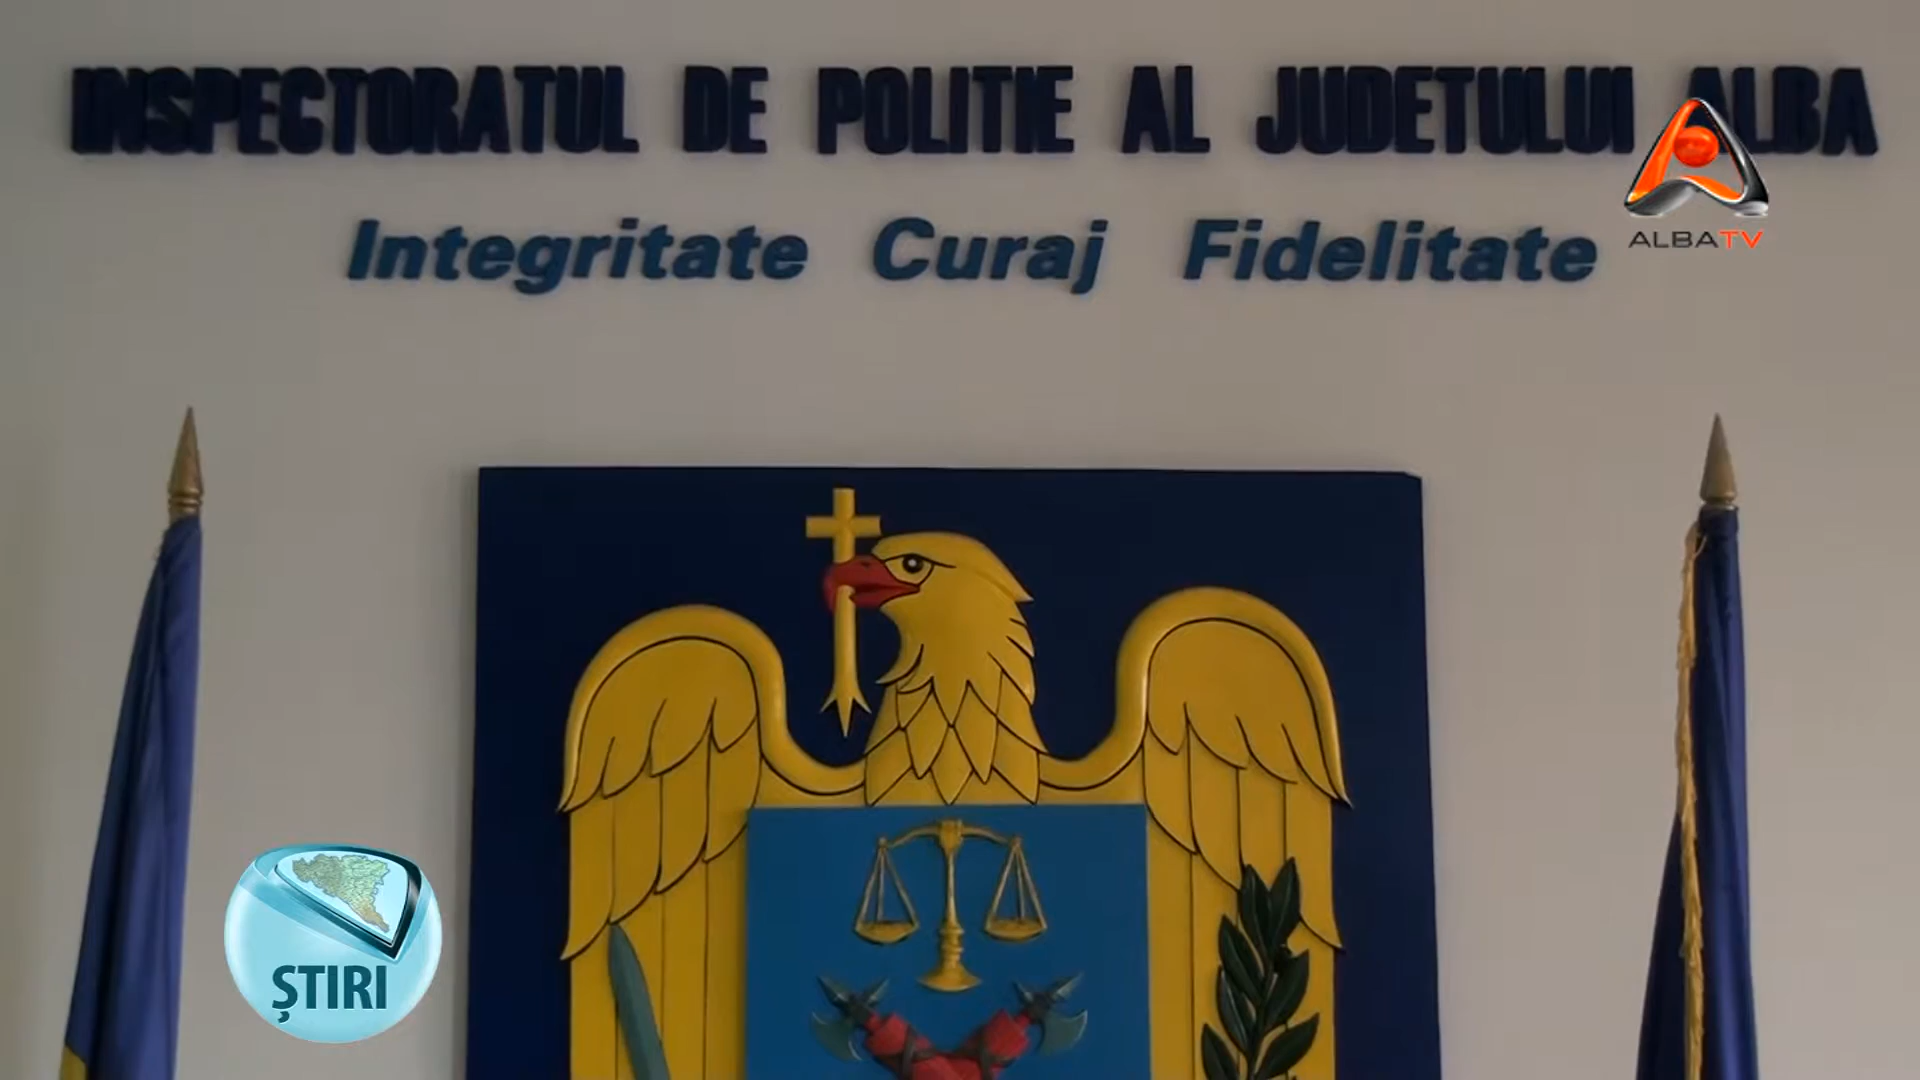 INSPECTORATUL DE POLITIE AL JUDETULUI ALBA
Integritate Curaj Fidelitate
ALBATV
ȘTIRI